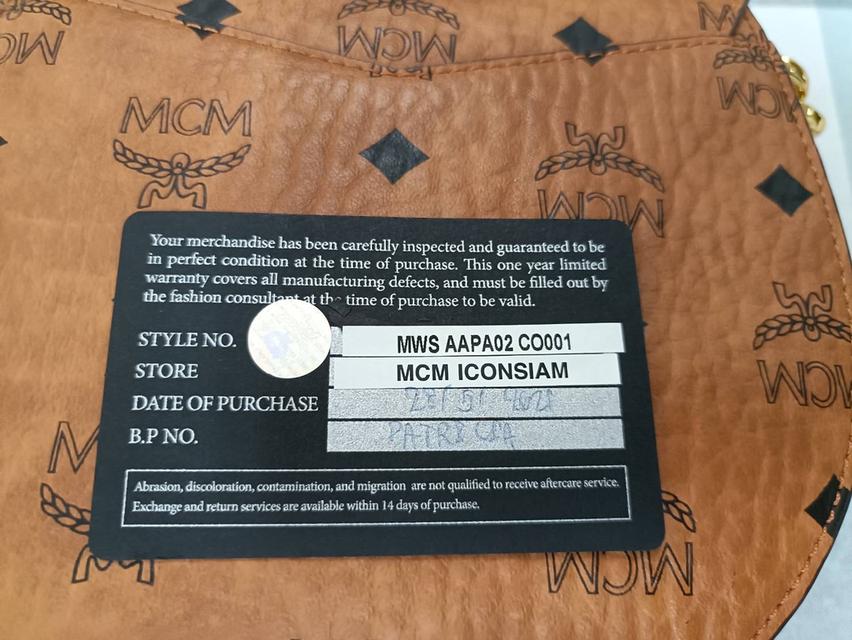 MCM
MCM
MCM
MCM
MCM
MCM
MCM
Your merchandise has been carefully inspected and guaranteed to be
in perfect condition at the time of purchase. This one year limited
warranty covers all manufacturing defects, and must be filled out by
the fashion consultant at the time of purchase to be valid.
STYLE NO. MWS AAPA02 CO001
STORE MCM ICONSIAM
DATE OF PURCHASE
B.P NO. PATRICIA
Abrasion, discoloration, contamination, and migration are not qualified to receive aftercare service.
Exchange and return services are available within 14 days of purchase.
MCM